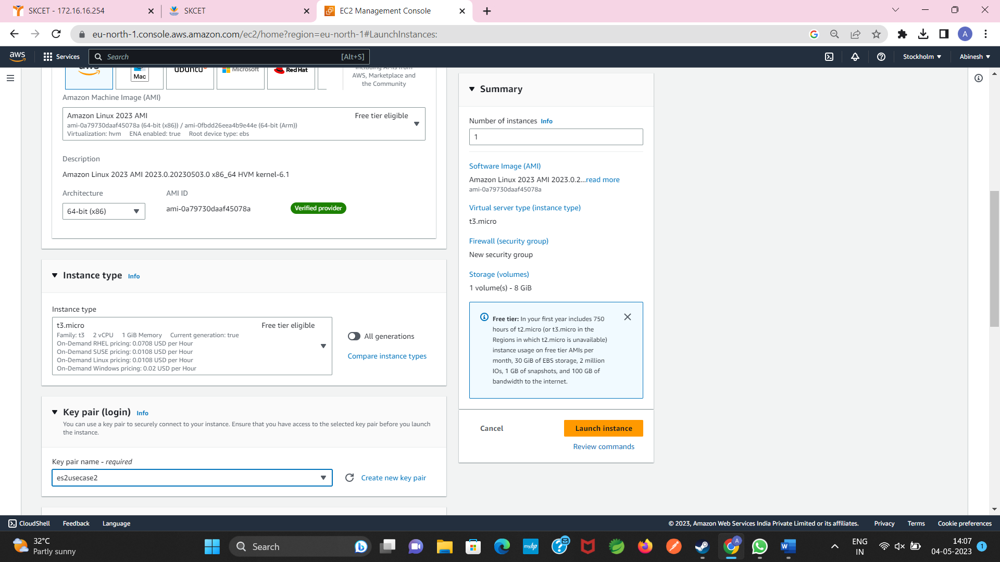 SKCET - 172.16.16.254
SKCET
EC2 Management Console
eu-north-1.console.aws.amazon.com/ec2/home?region=eu-north-1#LaunchInstances:
A
aws
Services
Search
[Alt+S]
Stockholm
Abinesh
aws
Mac
ubuntu
Microsoft
Red Hat
including AMIs from
AWS, Marketplace and
the Community
Amazon Machine Image (AMI)
Amazon Linux 2023 AMI
Free tier eligible
ami-0a79730daaf45078a (64-bit (x86)) / ami-0fbdd26eea4b9e44e (64-bit (Arm))
Virtualization: hvm ENA enabled: true Root device type: ebs
Description
Amazon Linux 2023 AMI 2023.0.20230503.0 x86_64 HVM kernel-6.1
Architecture
AMI ID
64-bit (x86)
ami-0a79730daaf45078a
Verified provider
Instance type Info
Instance type
t3.micro
Free tier eligible
Family: t3 2 vCPU 1 GiB Memory Current generation: true
On-Demand RHEL pricing: 0.0708 USD per Hour
On-Demand SUSE pricing: 0.0108 USD per Hour
On-Demand Linux pricing: 0.0108 USD per Hour
On-Demand Windows pricing: 0.02 USD per Hour
All generations
Compare instance types
Key pair (login) Info
You can use a key pair to securely connect to your instance. Ensure that you have access to the selected key pair before you launch
the instance.
Key pair name - required
es2usecase2
Create new key pair
Summary
Number of instances Info
1
Software Image (AMI)
Amazon Linux 2023 AMI 2023.0.2...read more
ami-0a79730daaf45078a
Virtual server type (instance type)
t3.micro
Firewall (security group)
New security group
Storage (volumes)
1 volume(s) - 8 GiB
Free tier: In your first year includes 750
hours of t2.micro (or t3.micro in the
Regions in which t2.micro is unavailable)
instance usage on free tier AMIs per
month, 30 GiB of EBS storage, 2 million
IOs, 1 GB of snapshots, and 100 GB of
bandwidth to the internet.
Cancel
Launch instance
Review commands
CloudShell
Feedback
Language
© 2023, Amazon Web Services India Private Limited or its affiliates.
Privacy
Terms
Cookie preferences
32°C
Partly sunny
Search
myhp
A
W
ENG
IN
14:07
04-05-2023
1